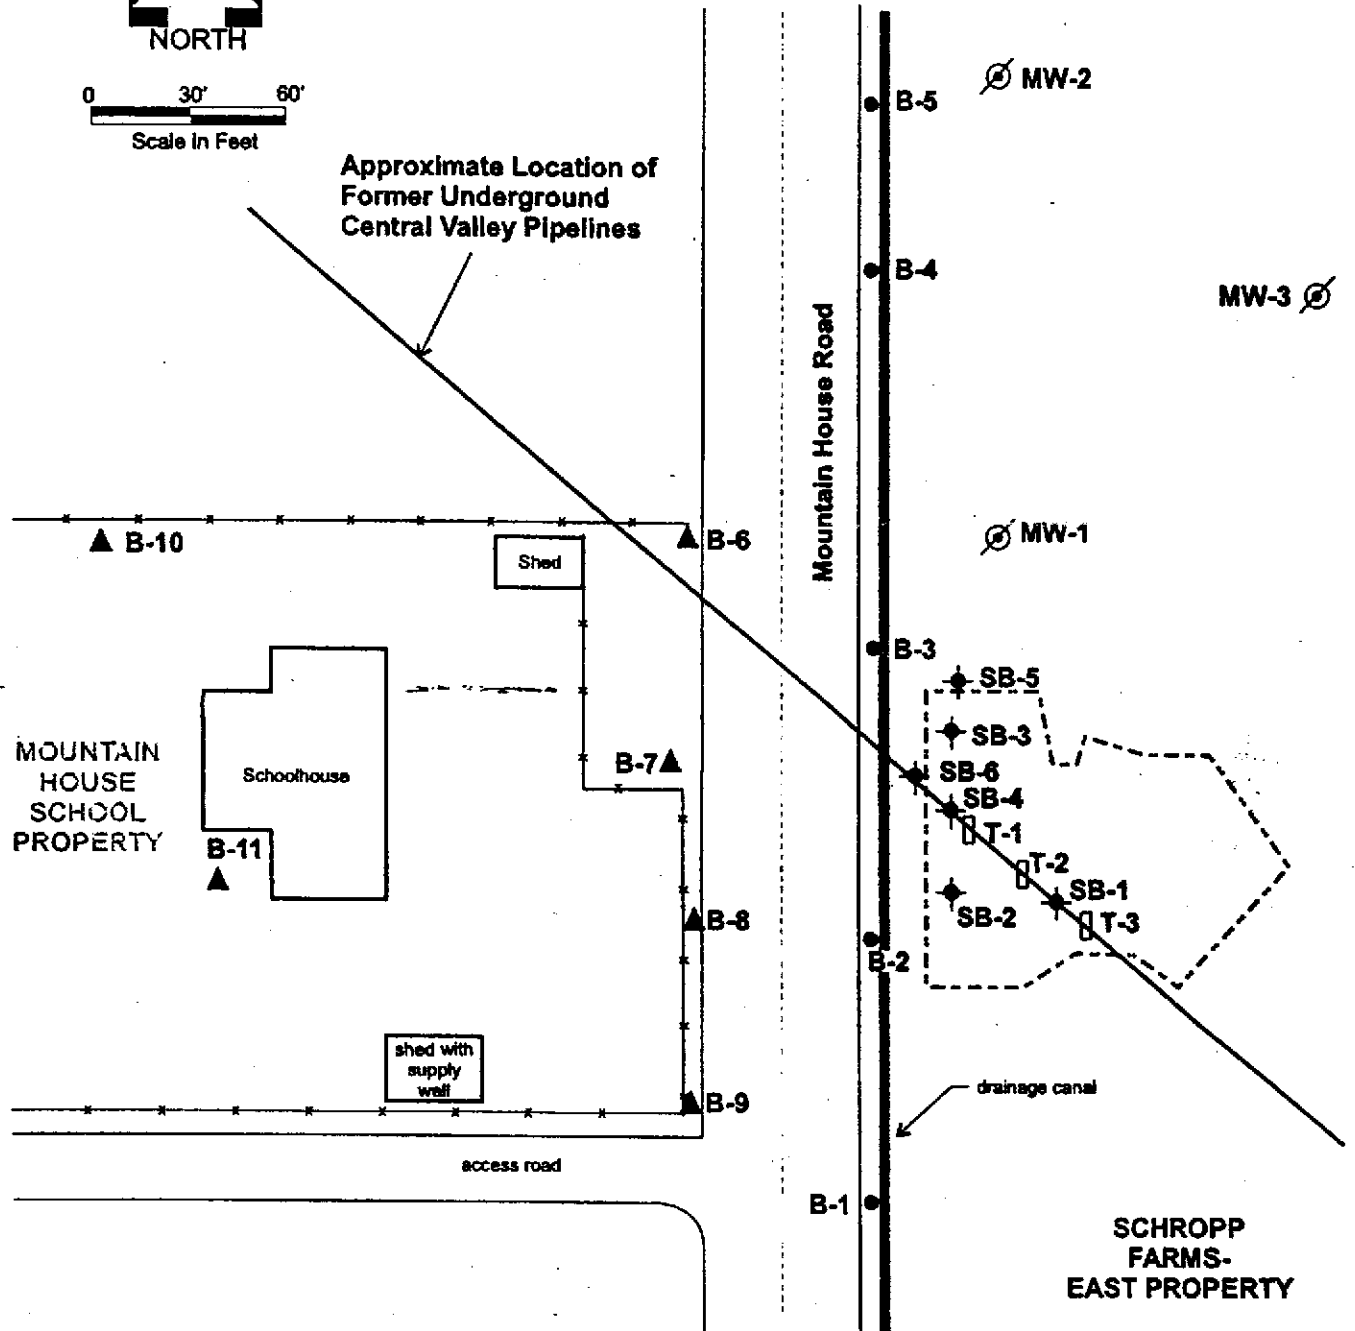 NORTH
0 30' 60'
Scale in Feet
Approximate Location of
Former Underground
Central Valley Pipelines
B-5
MW-2
B-4
MW-3
Mountain House Road
B-10
B-6
MW-1
Shed
B-3
SB-5
SB-3
MOUNTAIN
HOUSE
SCHOOL
PROPERTY
Schoolhouse
B-7
SB-6
SB-4
T-1
T-2
B-11
SB-1
SB-2
T-3
B-8
B-2
shed with
supply
well
B-9
drainage canal
access road
B-1
SCHROPP
FARMS-
EAST PROPERTY